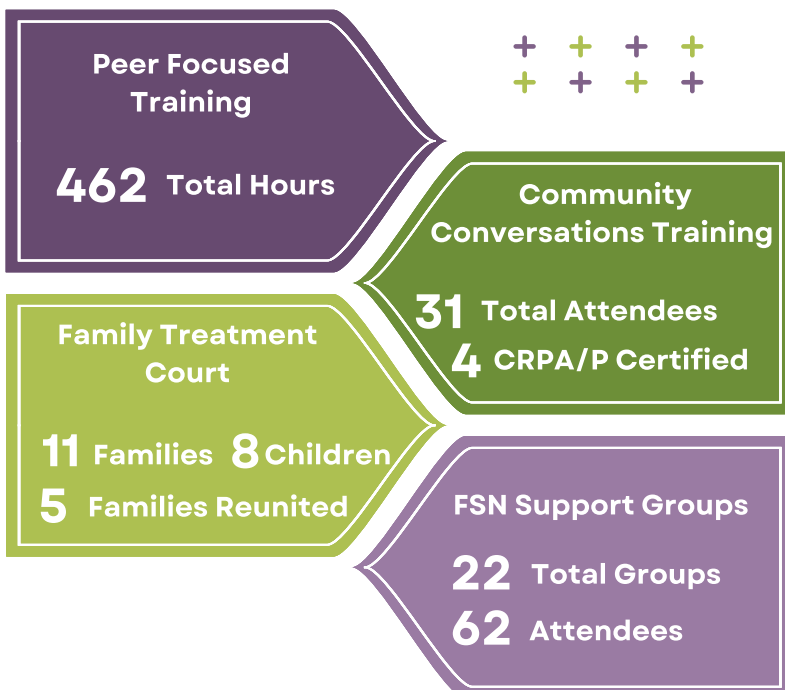 Peer Focused
Training
462 Total Hours
Community
Conversations Training
31 Total Attendees
4 CRPA/P Certified
Family Treatment
Court
11 Families 8 Children
5 Families Reunited
FSN Support Groups
22 Total Groups
62 Attendees